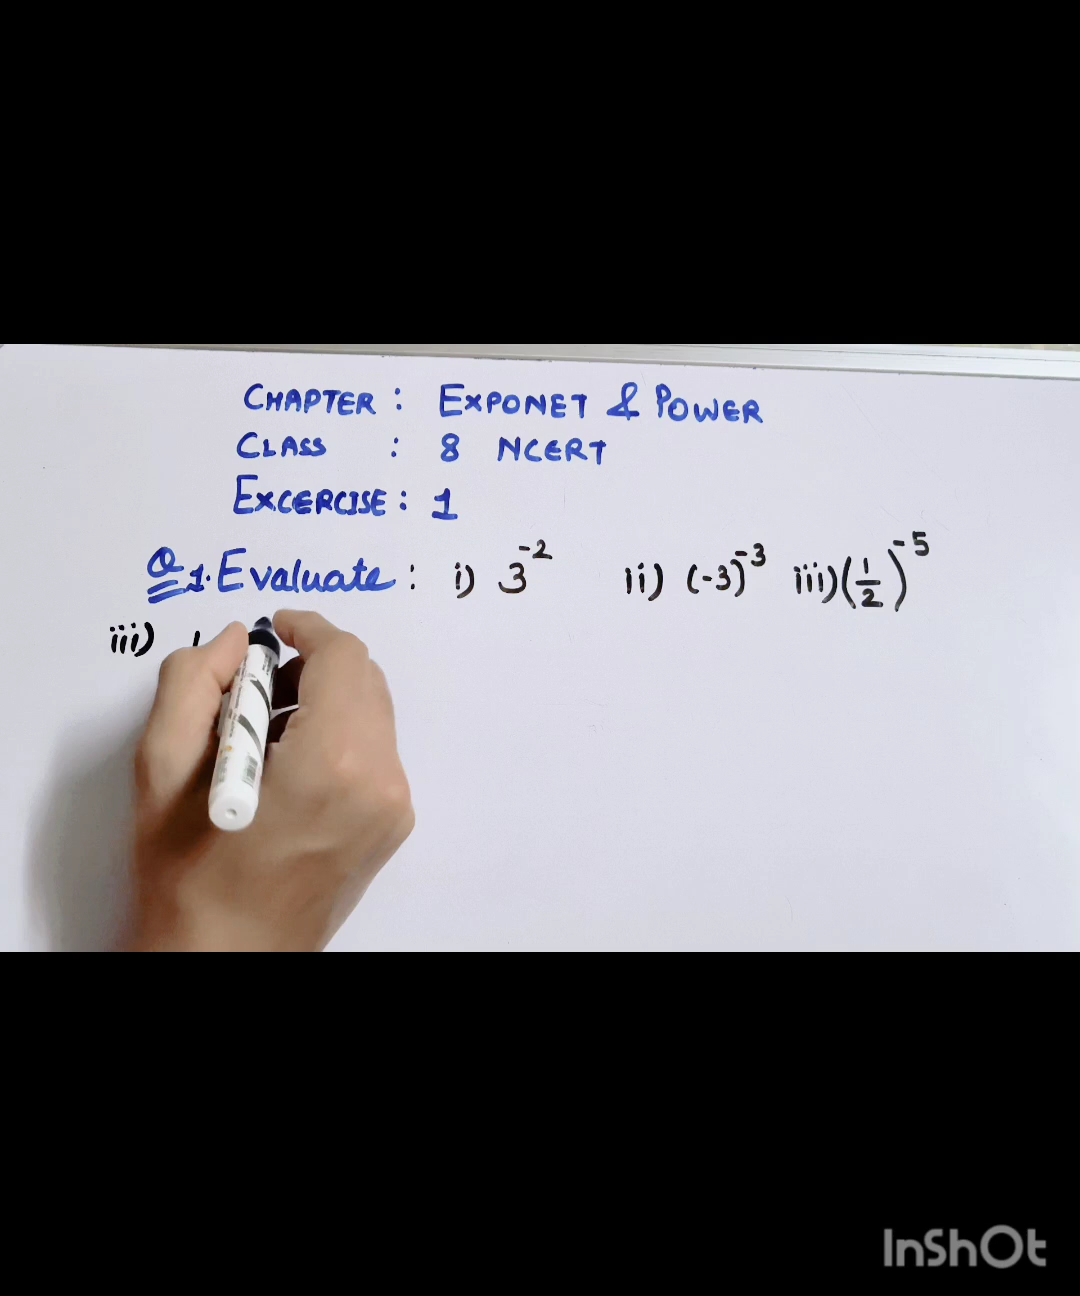 CHAPTER : EXPONET & POWER
CLASS : 8 NCERT
EXCERCISE : 1
Q 1. Evaluate : i) 3⁻² ii) (-3)⁻³ iii) (1/2)⁻⁵
iii)
InShOt